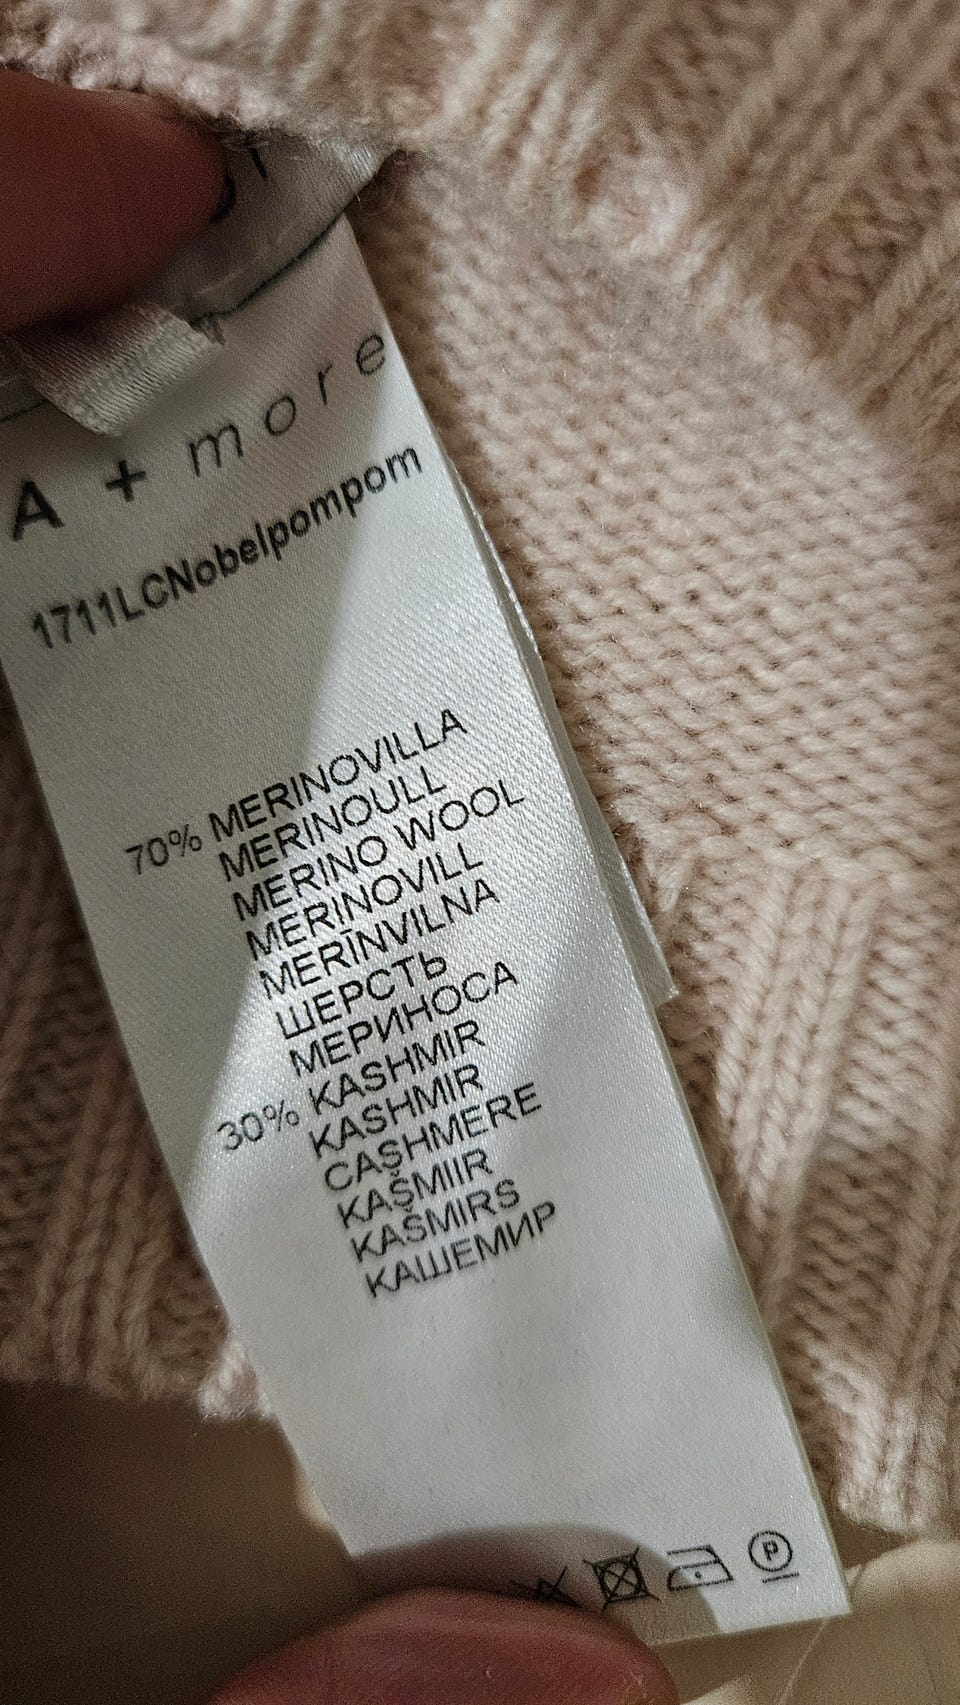 A + more
1711LCNobelpompom
70% MERINOVILLA
MERINOULL
MERINO WOOL
MERINOVILL
MERĪNVILNA
ШЕРСТЬ
МЕРИНОСА
30% KASHMIR
KASHMIR
CASHMERE
KAŠMIIR
KAŠMIRS
КАШЕМИР
P